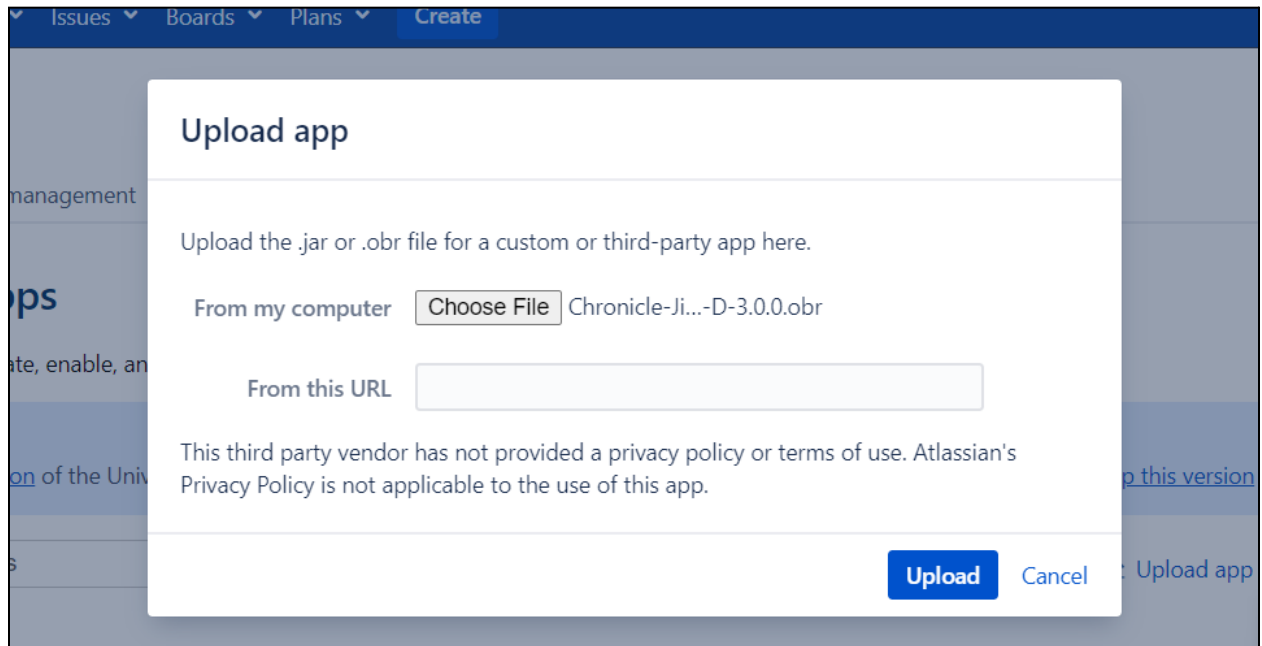 Issues Boards Plans Create
Upload app
management
Upload the .jar or .obr file for a custom or third-party app here.
From my computer Choose File Chronicle-Ji...-D-3.0.0.obr
ate, enable, an
From this URL
This third party vendor has not provided a privacy policy or terms of use. Atlassian's
on of the Univ
Privacy Policy is not applicable to the use of this app.
p this version
Upload Cancel
Upload app